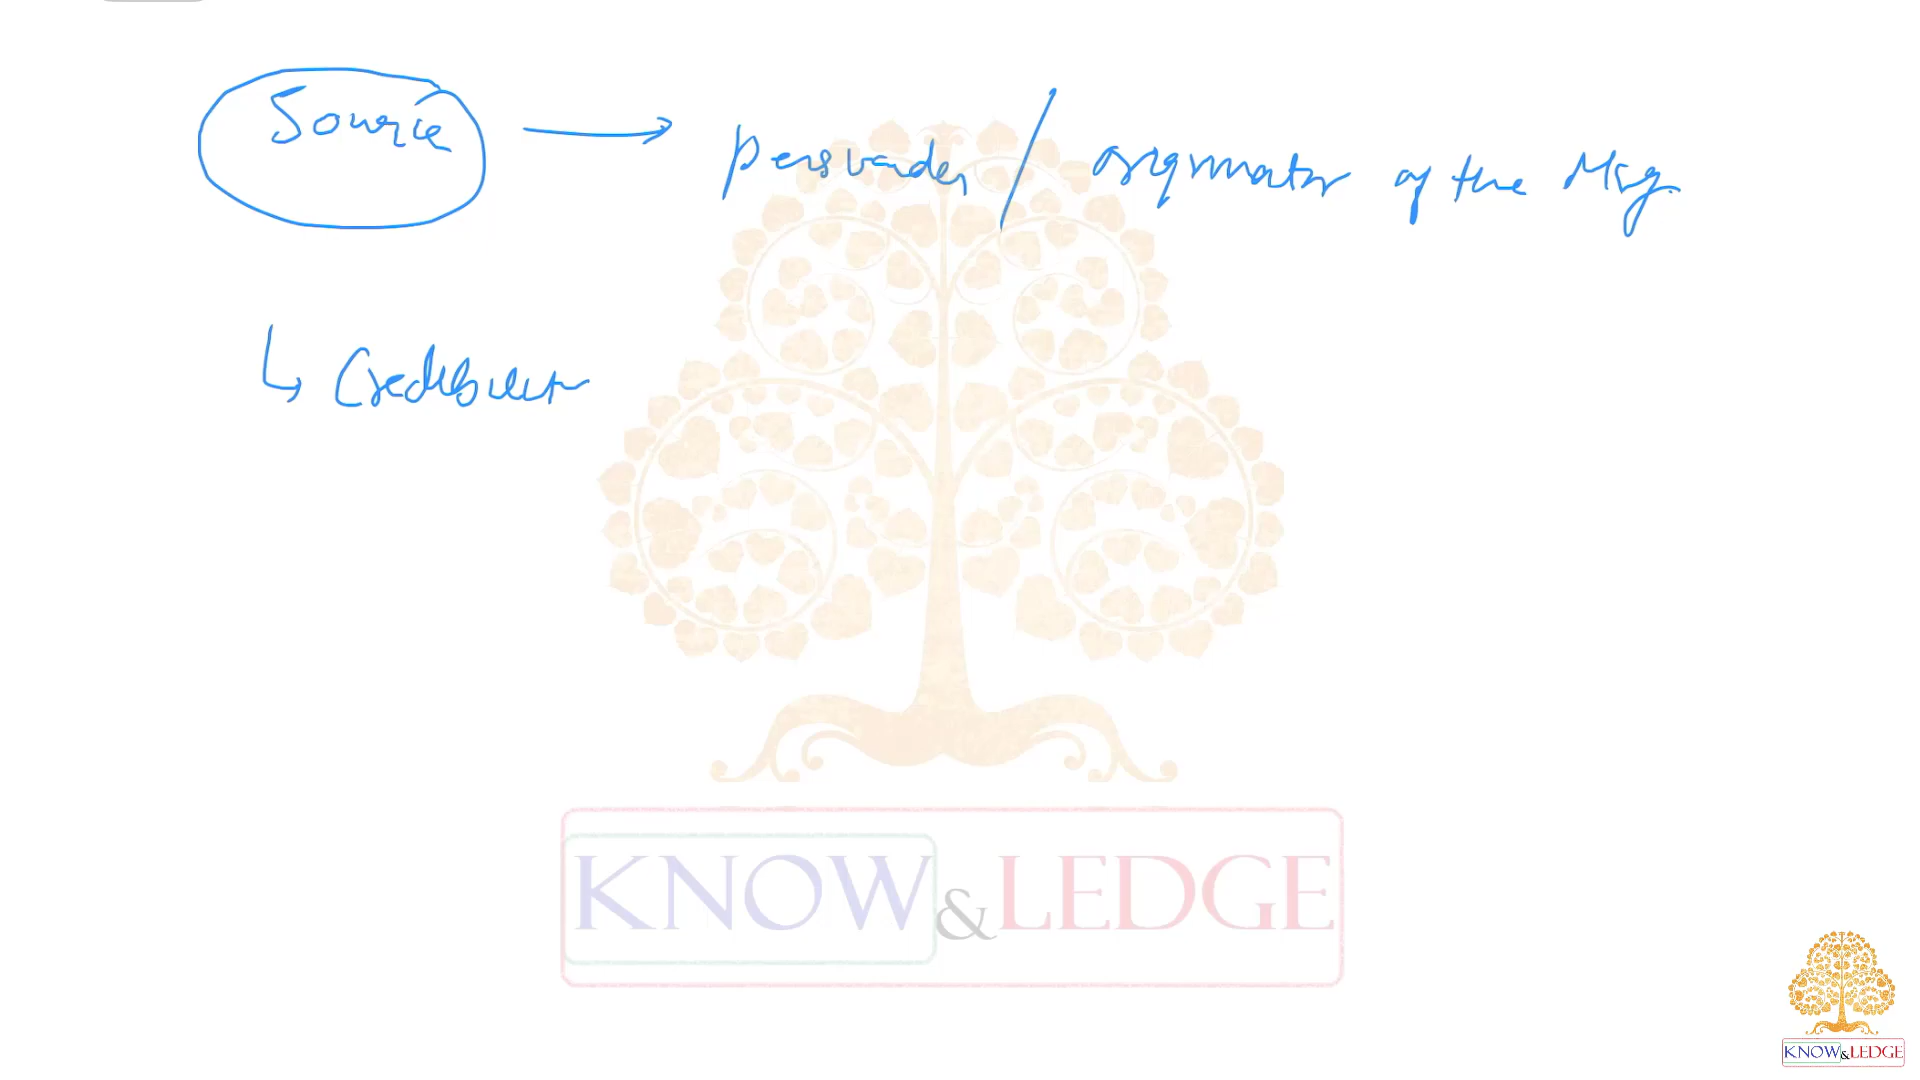 Source → Persuader / originator of the Msg.
↳ Credibility
KNOW&LEDGE
KNOW&LEDGE